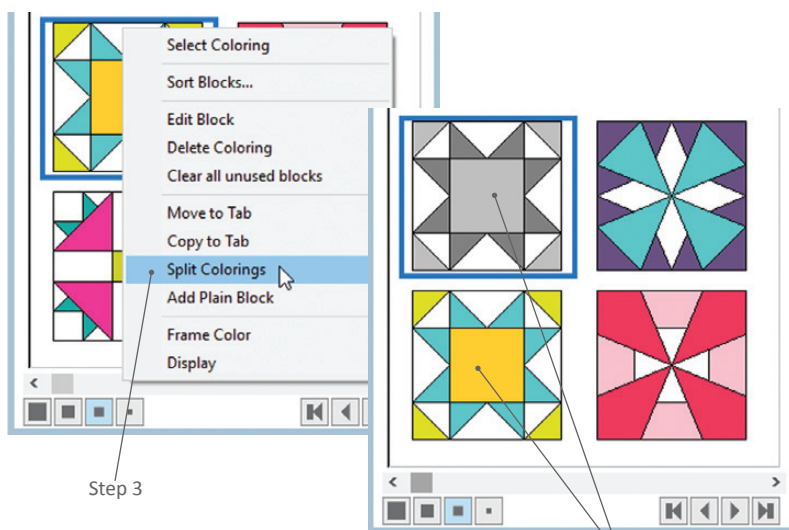 Select Coloring
Sort Blocks...
Edit Block
Delete Coloring
Clear all unused blocks
Move to Tab
Copy to Tab
Split Colorings
Add Plain Block
Frame Color
Display
Step 3